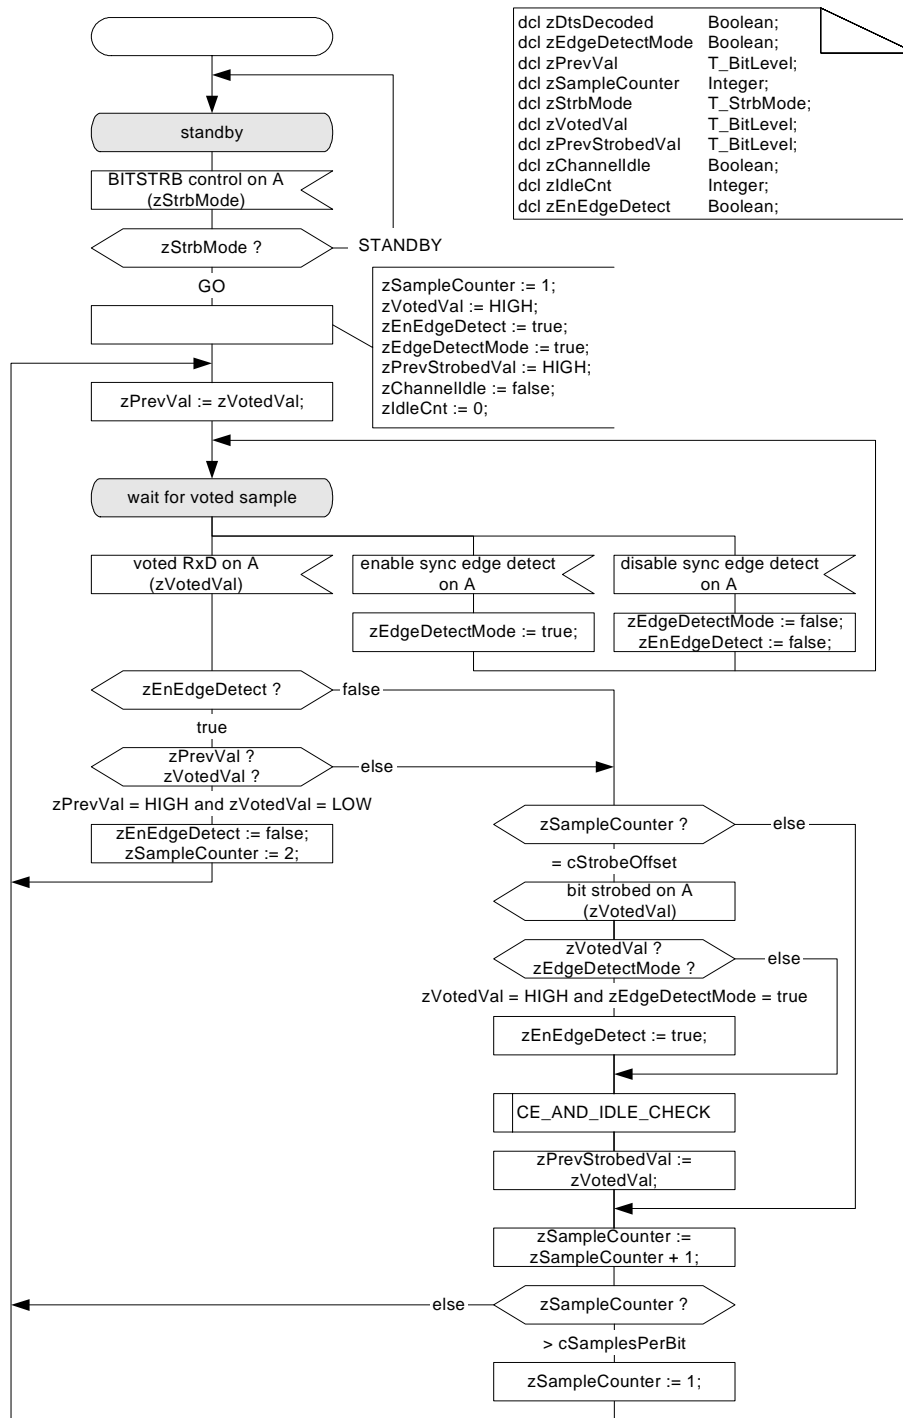 dcl zDtsDecoded Boolean;
dcl zEdgeDetectMode Boolean;
dcl zPrevVal T_BitLevel;
dcl zSampleCounter Integer;
dcl zStrbMode T_StrbMode;
dcl zVotedVal T_BitLevel;
dcl zPrevStrobedVal T_BitLevel;
dcl zChannelIdle Boolean;
dcl zIdleCnt Integer;
dcl zEnEdgeDetect Boolean;
standby
BITSTRB control on A
(zStrbMode)
zStrbMode ?
STANDBY
GO
zSampleCounter := 1;
zVotedVal := HIGH;
zEnEdgeDetect := true;
zEdgeDetectMode := true;
zPrevStrobedVal := HIGH;
zChannelIdle := false;
zIdleCnt := 0;
zPrevVal := zVotedVal;
wait for voted sample
voted RxD on A
(zVotedVal)
enable sync edge detect
on A
disable sync edge detect
on A
zEdgeDetectMode := true;
zEdgeDetectMode := false;
zEnEdgeDetect := false;
zEnEdgeDetect ?
false
true
zPrevVal ?
zVotedVal ?
else
zPrevVal = HIGH and zVotedVal = LOW
zEnEdgeDetect := false;
zSampleCounter := 2;
zSampleCounter ?
else
= cStrobeOffset
bit strobed on A
(zVotedVal)
zVotedVal ?
zEdgeDetectMode ?
else
zVotedVal = HIGH and zEdgeDetectMode = true
zEnEdgeDetect := true;
CE_AND_IDLE_CHECK
zPrevStrobedVal :=
zVotedVal;
zSampleCounter :=
zSampleCounter + 1;
else
zSampleCounter ?
> cSamplesPerBit
zSampleCounter := 1;